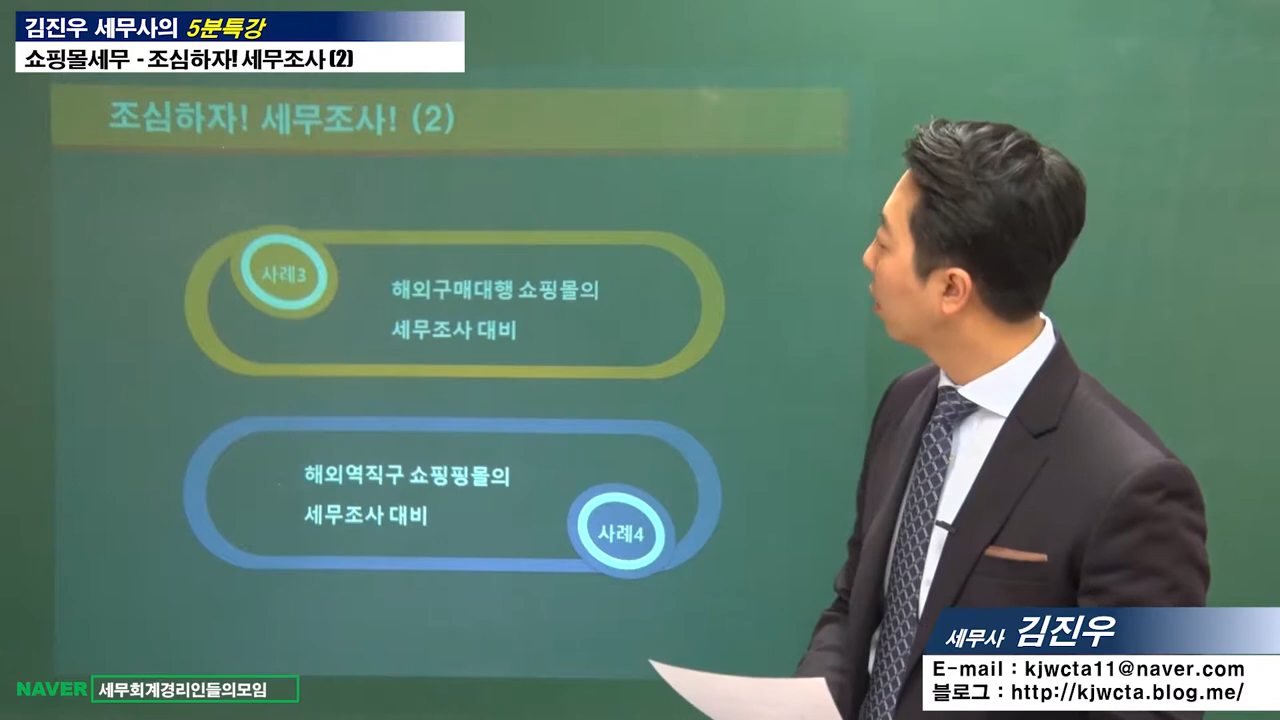 김진우 세무사의 5분특강
쇼핑몰세무 - 조심하자! 세무조사 (2)
조심하자! 세무조사! (2)
사례3
해외구매대행 쇼핑몰의
세무조사 대비
해외역직구 쇼핑핑몰의
세무조사 대비
사례4
세무사 김진우
E-mail : kjwcta11@naver.com
블로그 : http://kjwcta.blog.me/
NAVER 세무회계경리인들의모임